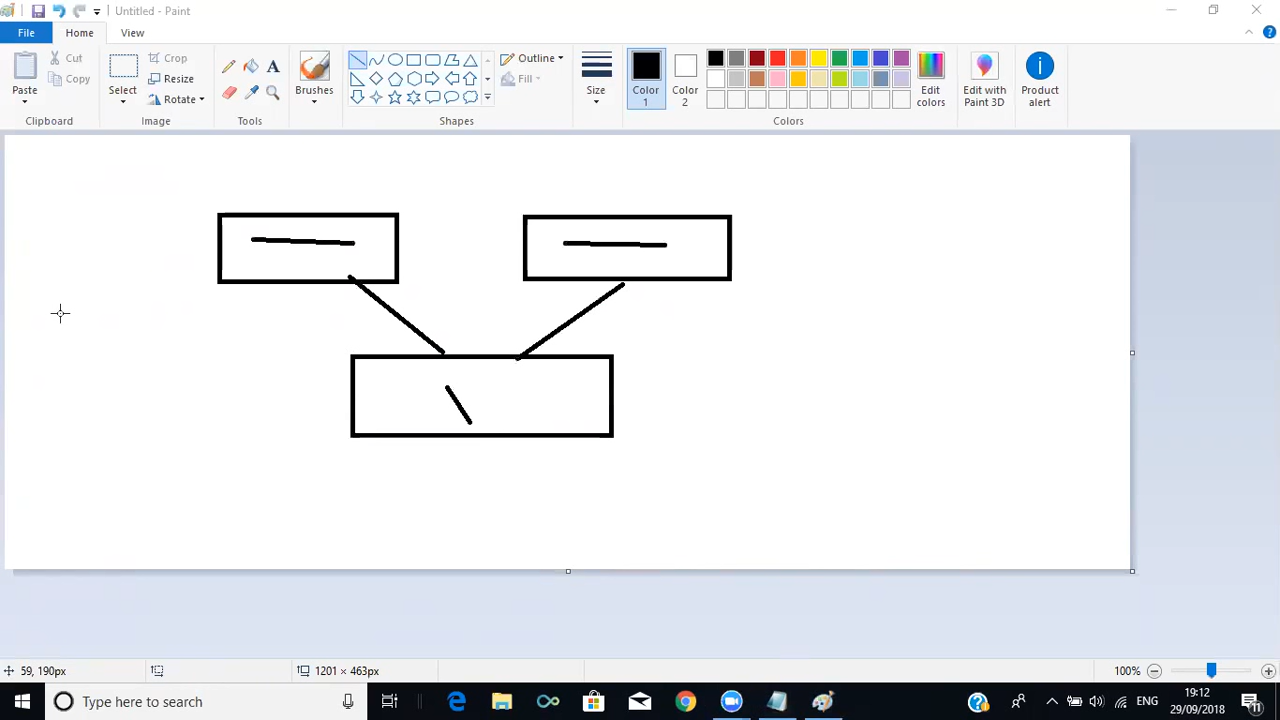 Untitled - Paint
File Home View
Paste
Cut
Copy
Clipboard
Select
Crop
Resize
Rotate
Image
A
Tools
Brushes
Outline
Fill
Shapes
Size
Color 1
Color 2
Edit colors
Colors
Edit with Paint 3D
Product alert
59, 190px
1201 × 463px
100%
Type here to search
ENG
19:12
29/09/2018
11